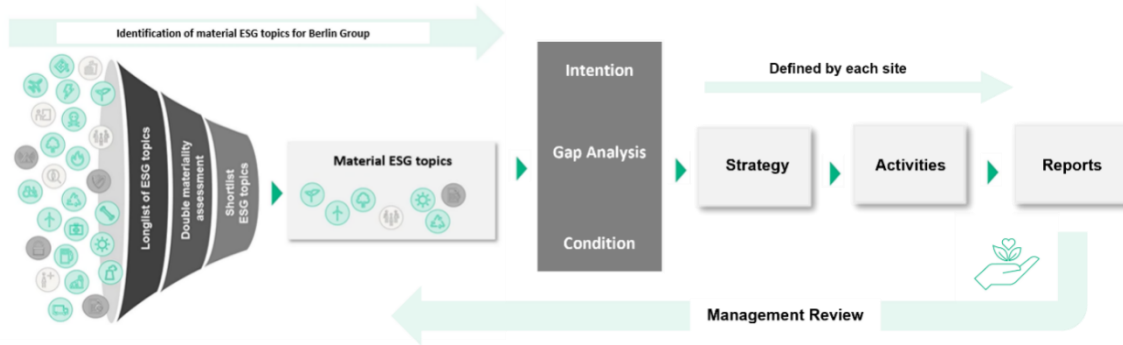 Identification of material ESG topics for Berlin Group
Longlist of ESG topics
Double materiality
assessment
Shortlist
ESG topics
Material ESG topics
Intention
Gap Analysis
Condition
Defined by each site
Strategy
Activities
Reports
Management Review